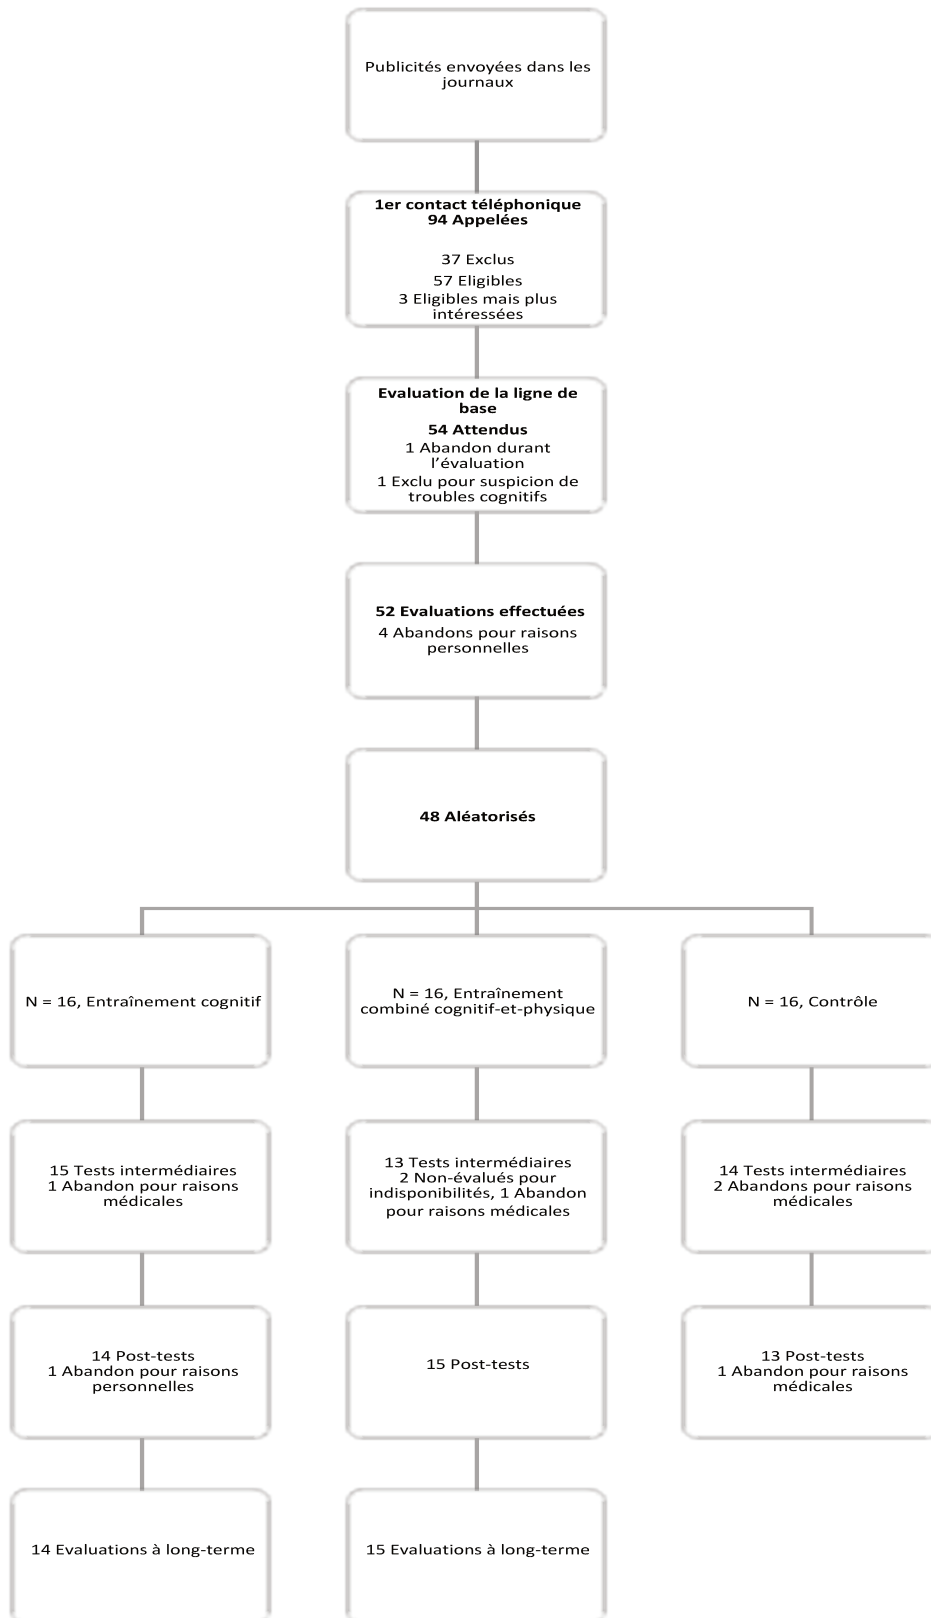 Publicités envoyées dans les
journaux
1er contact téléphonique
94 Appelées
37 Exclus
57 Eligibles
3 Eligibles mais plus
intéressées
Evaluation de la ligne de
base
54 Attendus
1 Abandon durant
l'évaluation
1 Exclu pour suspicion de
troubles cognitifs
52 Evaluations effectuées
4 Abandons pour raisons
personnelles
48 Aléatorisés
N = 16, Entraînement cognitif
N = 16, Entraînement
combiné cognitif-et-physique
N = 16, Contrôle
15 Tests intermédiaires
1 Abandon pour raisons
médicales
13 Tests intermédiaires
2 Non-évalués pour
indisponibilités, 1 Abandon
pour raisons médicales
14 Tests intermédiaires
2 Abandons pour raisons
médicales
14 Post-tests
1 Abandon pour raisons
personnelles
15 Post-tests
13 Post-tests
1 Abandon pour raisons
médicales
14 Evaluations à long-terme
15 Evaluations à long-terme